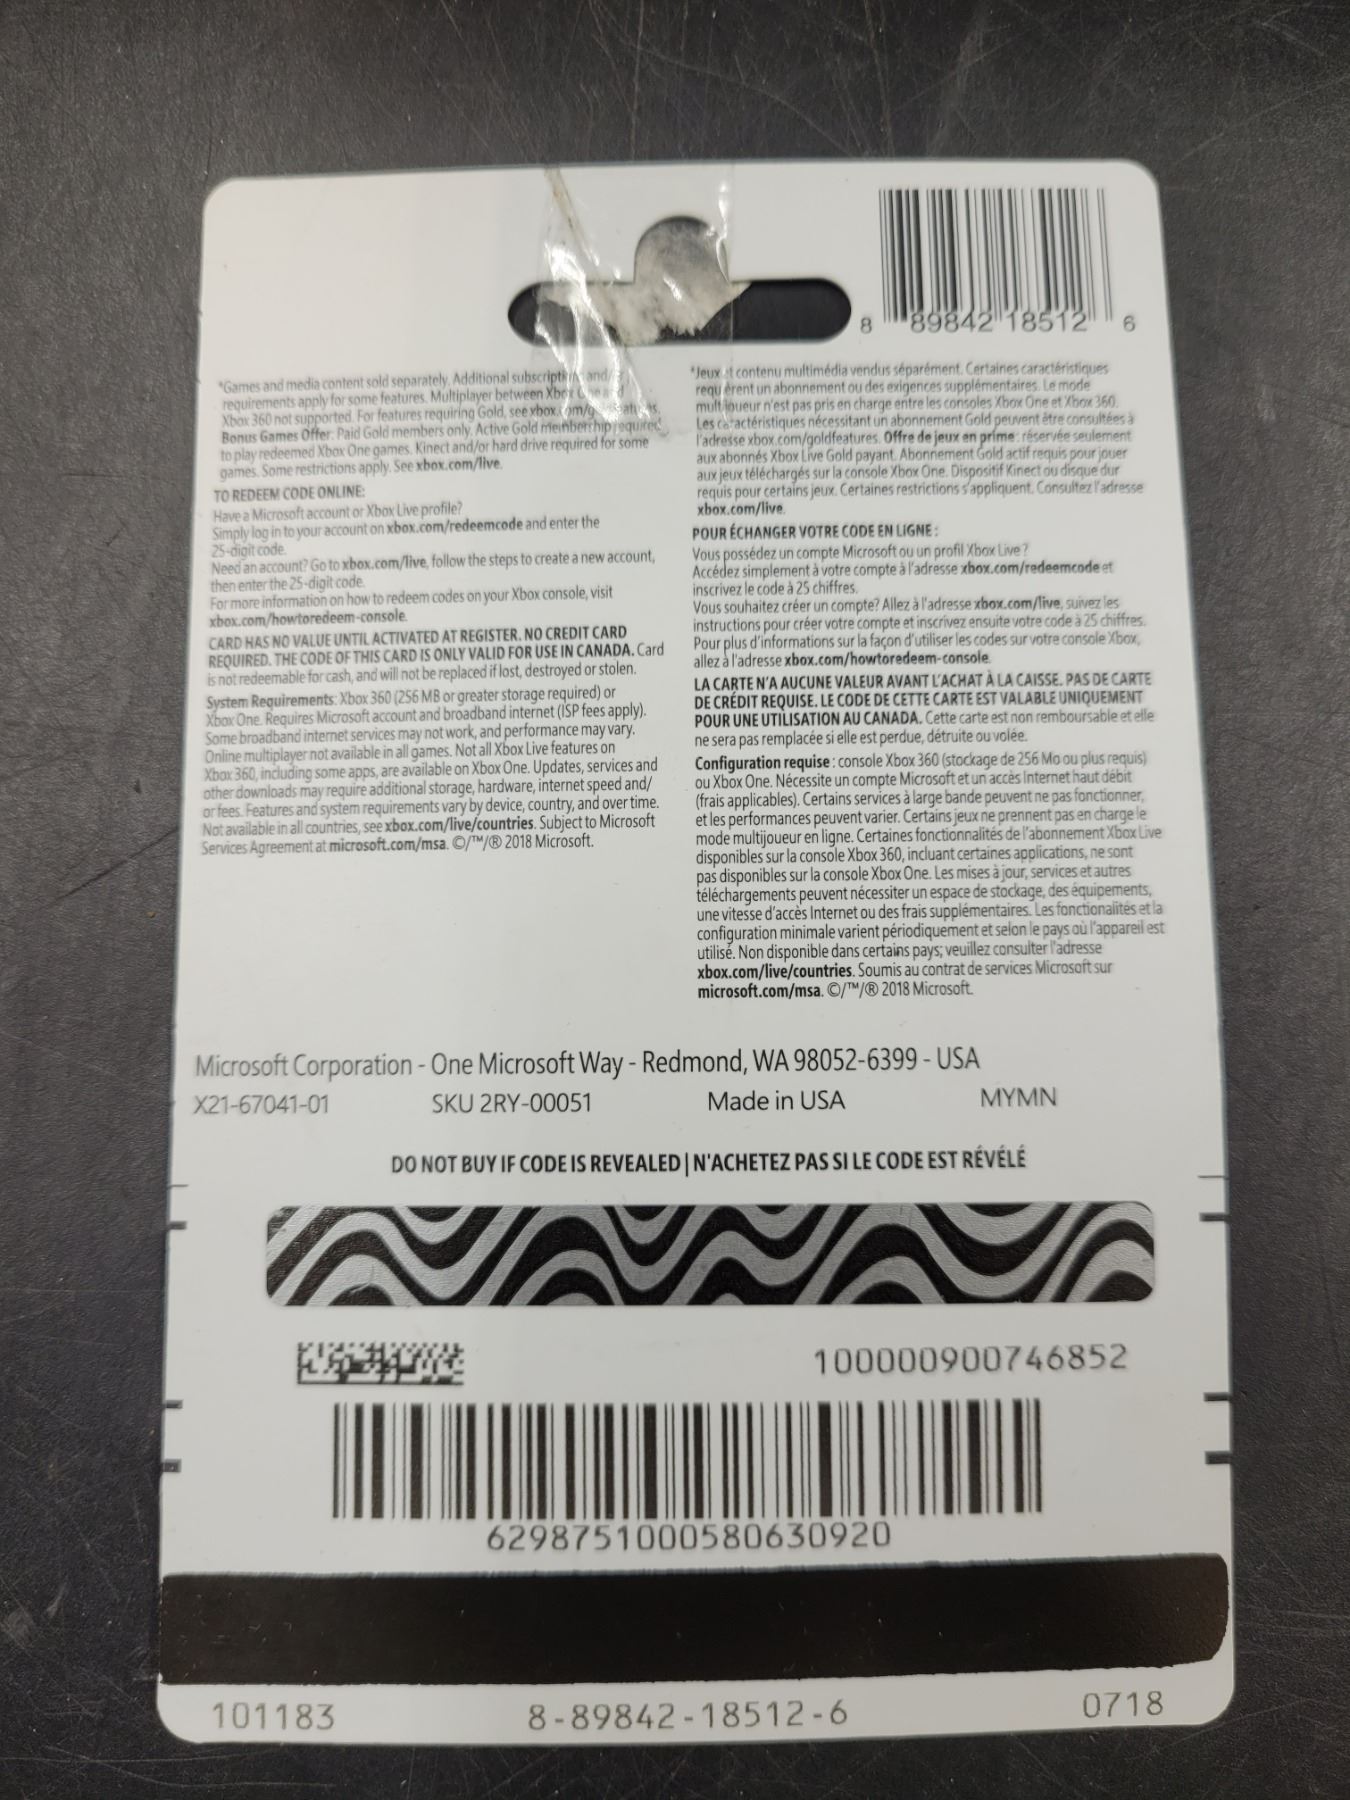 8 89842 18512 6
*Games and media content sold separately. Additional subscriptions and/or
requirements apply for some features. Multiplayer between Xbox One and
Xbox 360 not supported. For features requiring Gold, see xbox.com/goldfeatures.
Bonus Games Offer: Paid Gold members only. Active Gold membership required
to play redeemed Xbox One games. Kinect and/or hard drive required for some
games. Some restrictions apply. See xbox.com/live.
TO REDEEM CODE ONLINE:
Have a Microsoft account or Xbox Live profile?
Simply log in to your account on xbox.com/redeemcode and enter the
25-digit code.
Need an account? Go to xbox.com/live, follow the steps to create a new account,
then enter the 25-digit code.
For more information on how to redeem codes on your Xbox console, visit
xbox.com/howtoredeem-console.
CARD HAS NO VALUE UNTIL ACTIVATED AT REGISTER. NO CREDIT CARD
REQUIRED. THE CODE OF THIS CARD IS ONLY VALID FOR USE IN CANADA. Card
is not redeemable for cash, and will not be replaced if lost, destroyed or stolen.
System Requirements: Xbox 360 (256 MB or greater storage required) or
Xbox One. Requires Microsoft account and broadband internet (ISP fees apply).
Some broadband internet services may not work, and performance may vary.
Online multiplayer not available in all games. Not all Xbox Live features on
Xbox 360, including some apps, are available on Xbox One. Updates, services and
other downloads may require additional storage, hardware, internet speed and/
or fees. Features and system requirements vary by device, country, and over time.
Not available in all countries, see xbox.com/live/countries. Subject to Microsoft
Services Agreement at microsoft.com/msa. ©/™/® 2018 Microsoft.
*Jeux et contenu multimédia vendus séparément. Certaines caractéristiques
requièrent un abonnement ou des exigences supplémentaires. Le mode
multijoueur n'est pas pris en charge entre les consoles Xbox One et Xbox 360.
Les caractéristiques nécessitant un abonnement Gold peuvent être consultées à
l'adresse xbox.com/goldfeatures. Offre de jeux en prime : réservée seulement
aux abonnés Xbox Live Gold payant. Abonnement Gold actif requis pour jouer
aux jeux téléchargés sur la console Xbox One. Dispositif Kinect ou disque dur
requis pour certains jeux. Certaines restrictions s'appliquent. Consultez l'adresse
xbox.com/live.
POUR ÉCHANGER VOTRE CODE EN LIGNE :
Vous possédez un compte Microsoft ou un profil Xbox Live ?
Accédez simplement à votre compte à l'adresse xbox.com/redeemcode et
inscrivez le code à 25 chiffres.
Vous souhaitez créer un compte? Allez à l'adresse xbox.com/live, suivez les
instructions pour créer votre compte et inscrivez ensuite votre code à 25 chiffres.
Pour plus d'informations sur la façon d'utiliser les codes sur votre console Xbox,
allez à l'adresse xbox.com/howtoredeem-console.
LA CARTE N'A AUCUNE VALEUR AVANT L'ACHAT À LA CAISSE. PAS DE CARTE
DE CRÉDIT REQUISE. LE CODE DE CETTE CARTE EST VALABLE UNIQUEMENT
POUR UNE UTILISATION AU CANADA. Cette carte est non remboursable et elle
ne sera pas remplacée si elle est perdue, détruite ou volée.
Configuration requise : console Xbox 360 (stockage de 256 Mo ou plus requis)
ou Xbox One. Nécessite un compte Microsoft et un accès Internet haut débit
(frais applicables). Certains services à large bande peuvent ne pas fonctionner,
et les performances peuvent varier. Certains jeux ne prennent pas en charge le
mode multijoueur en ligne. Certaines fonctionnalités de l'abonnement Xbox Live
disponibles sur la console Xbox 360, incluant certaines applications, ne sont
pas disponibles sur la console Xbox One. Les mises à jour, services et autres
téléchargements peuvent nécessiter un espace de stockage, des équipements,
une vitesse d'accès Internet ou des frais supplémentaires. Les fonctionalités et la
configuration minimale varient périodiquement et selon le pays où l'appareil est
utilisé. Non disponible dans certains pays; veuillez consulter l'adresse
xbox.com/live/countries. Soumis au contrat de services Microsoft sur
microsoft.com/msa. ©/™/® 2018 Microsoft.
Microsoft Corporation - One Microsoft Way - Redmond, WA 98052-6399 - USA
X21-67041-01 SKU 2RY-00051 Made in USA MYMN
DO NOT BUY IF CODE IS REVEALED | N'ACHETEZ PAS SI LE CODE EST RÉVÉLÉ
100000900746852
6298751000580630920
101183 8-89842-18512-6 0718